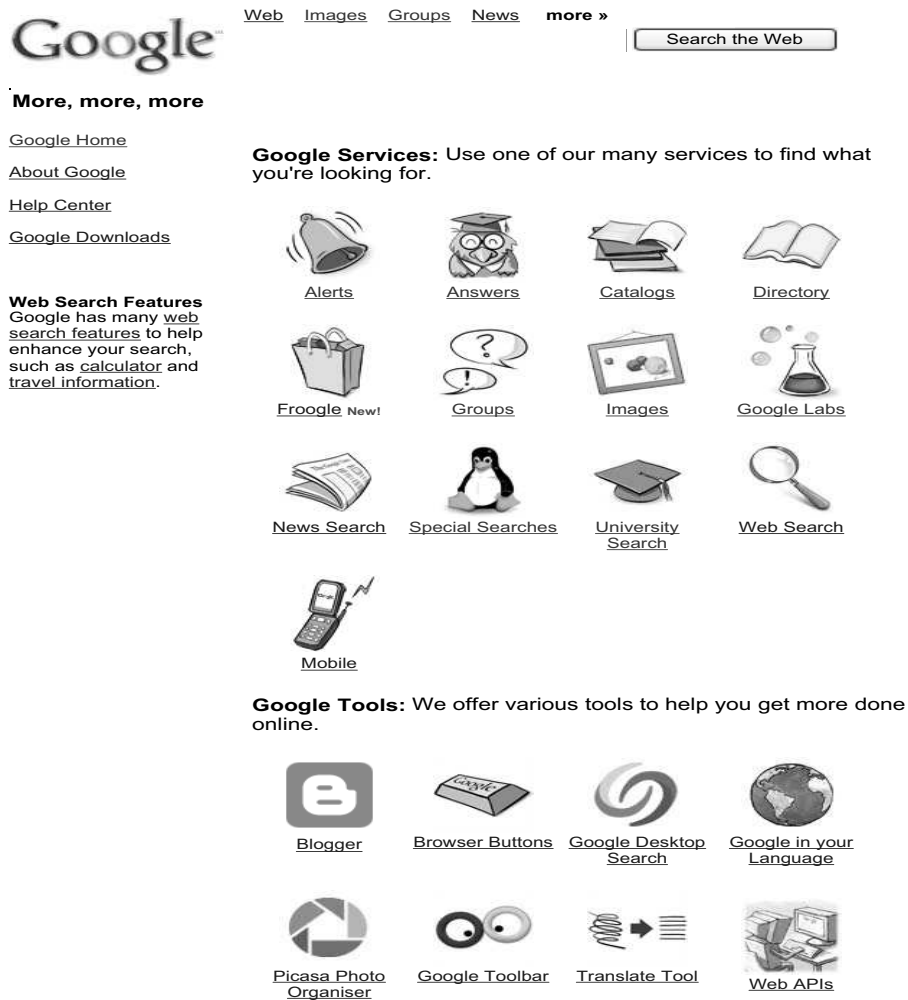 Google
Web Images Groups News more »
Search the Web
More, more, more
Google Home
About Google
Help Center
Google Downloads
Web Search Features
Google has many web
search features to help
enhance your search,
such as calculator and
travel information.
Google Services: Use one of our many services to find what
you're looking for.
Alerts Answers Catalogs Directory
Froogle New! Groups Images Google Labs
News Search Special Searches University
Search Web Search
Mobile
Google Tools: We offer various tools to help you get more done
online.
Google
Blogger Browser Buttons Google Desktop
Search Google in your
Language
Picasa Photo
Organiser Google Toolbar Translate Tool Web APIs